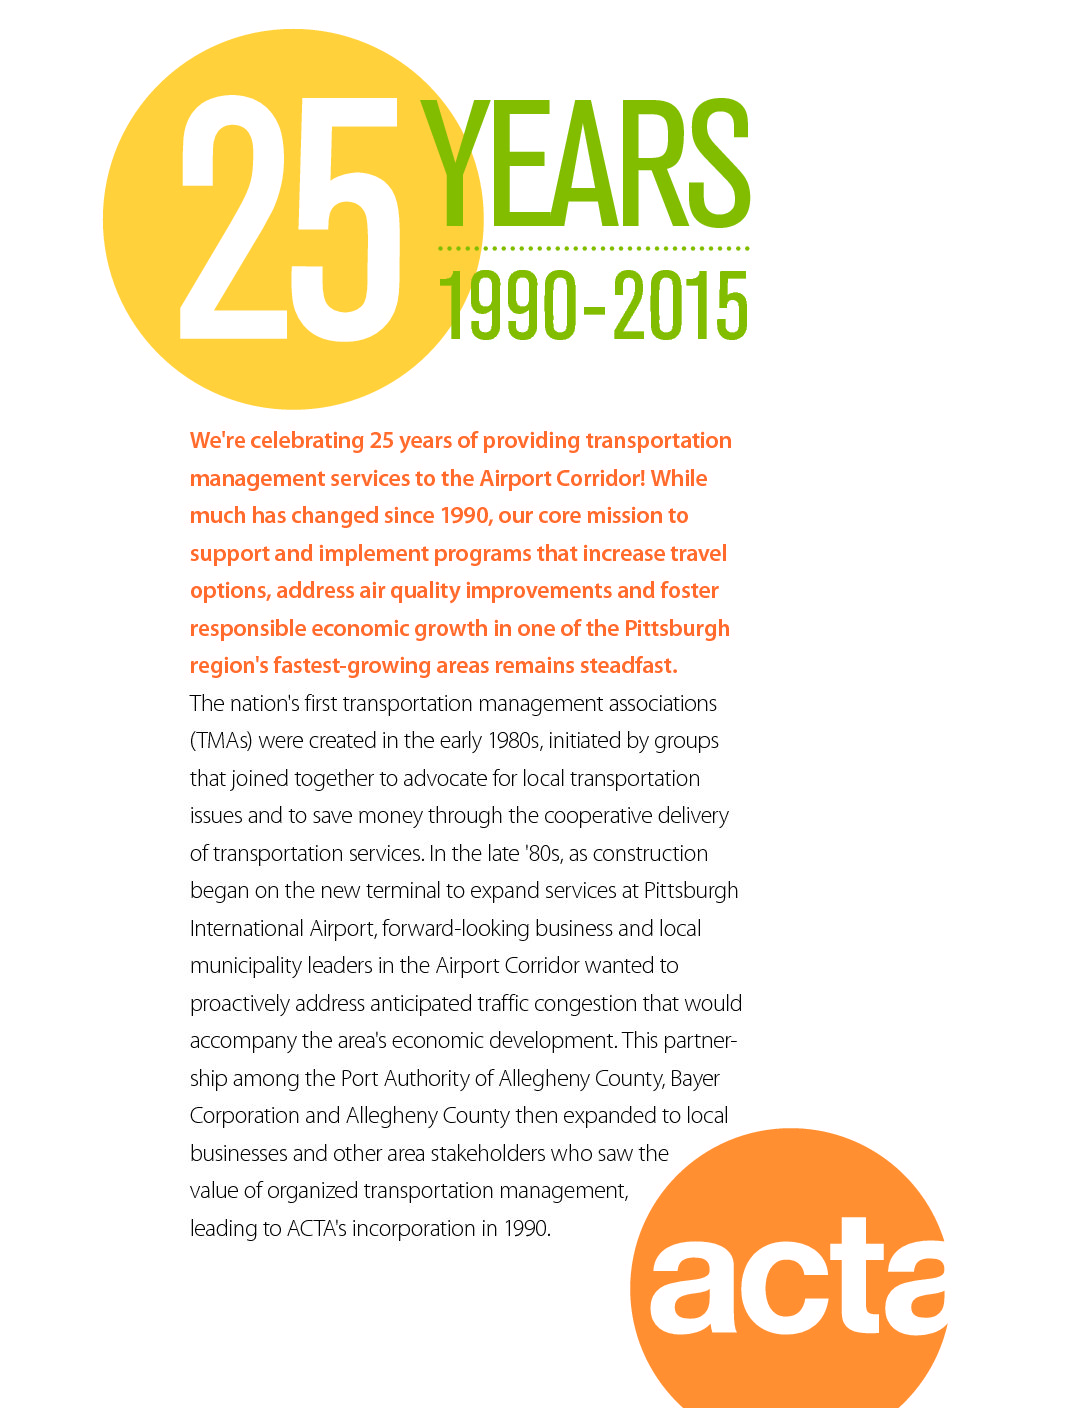 25 YEARS
1990-2015
We're celebrating 25 years of providing transportation
management services to the Airport Corridor! While
much has changed since 1990, our core mission to
support and implement programs that increase travel
options, address air quality improvements and foster
responsible economic growth in one of the Pittsburgh
region's fastest-growing areas remains steadfast.
The nation's first transportation management associations
(TMAs) were created in the early 1980s, initiated by groups
that joined together to advocate for local transportation
issues and to save money through the cooperative delivery
of transportation services. In the late '80s, as construction
began on the new terminal to expand services at Pittsburgh
International Airport, forward-looking business and local
municipality leaders in the Airport Corridor wanted to
proactively address anticipated traffic congestion that would
accompany the area's economic development. This partner-
ship among the Port Authority of Allegheny County, Bayer
Corporation and Allegheny County then expanded to local
businesses and other area stakeholders who saw the
value of organized transportation management,
leading to ACTA's incorporation in 1990.
acta